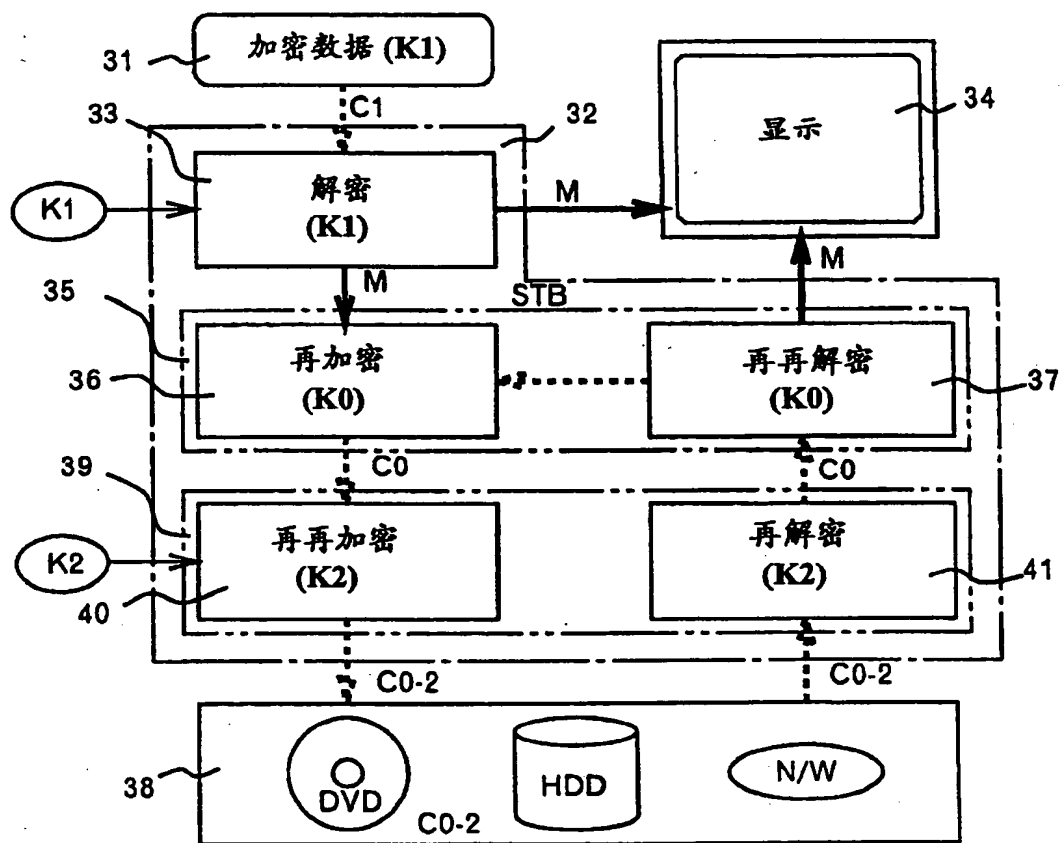 31
加密数据 (K1)
C1
33
32
34
显示
K1
解密
(K1)
M
M
M
STB
35
36
再加密
(K0)
再再解密
(K0)
37
C0
C0
39
K2
再再加密
(K2)
再解密
(K2)
40
41
C0-2
C0-2
38
DVD
HDD
N/W
C0-2